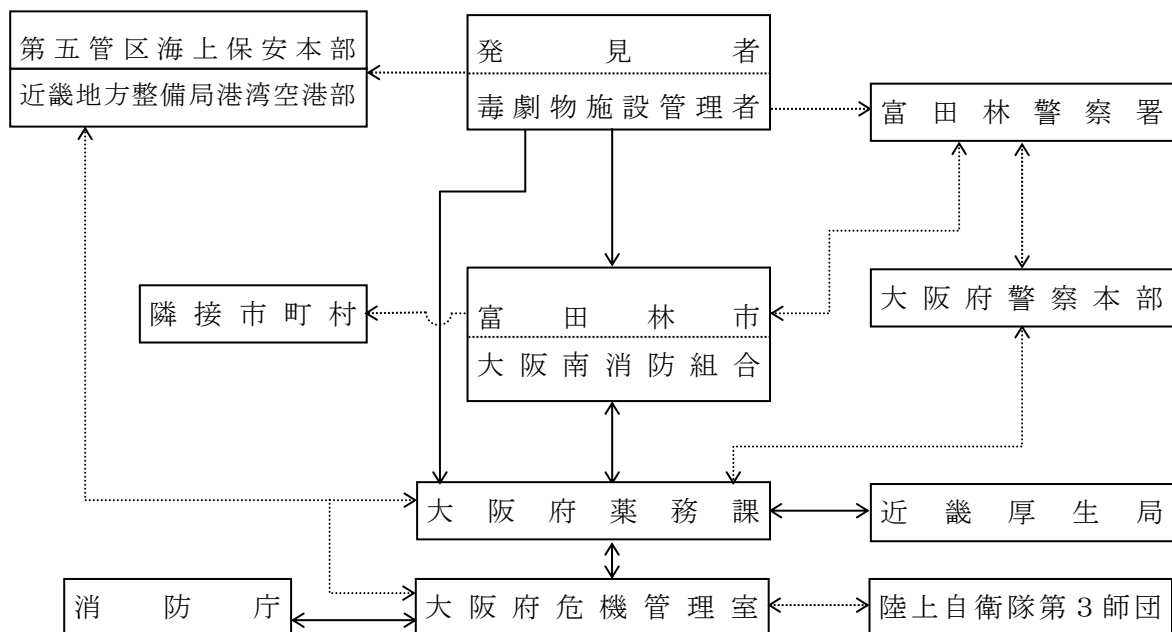 第五管区海上保安本部
近畿地方整備局港湾空港部
発見者
毒劇物施設管理者
富田林警察署
隣接市町村
富田林市
大阪南消防組合
大阪府警察本部
大阪府薬務課
近畿厚生局
消防庁
大阪府危機管理室
陸上自衛隊第3師団